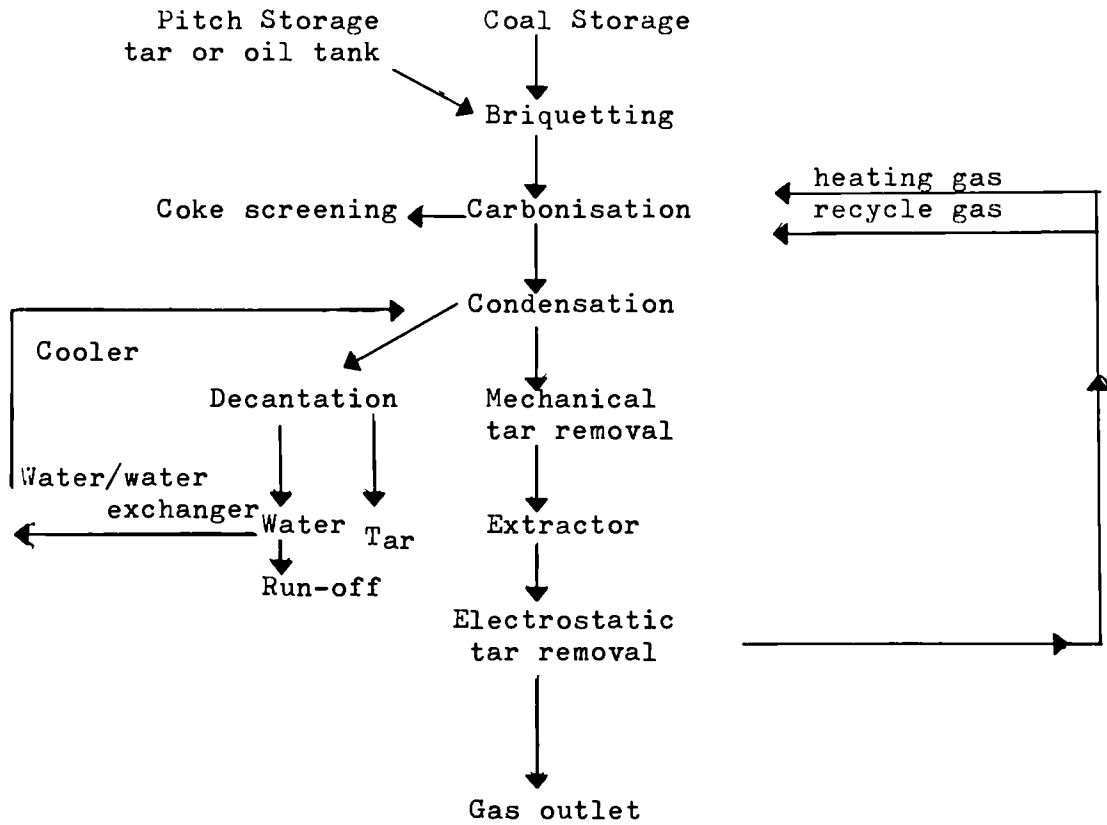 Pitch Storage
tar or oil tank
Coal Storage
Briquetting
heating gas
recycle gas
Coke screening
Carbonisation
Condensation
Cooler
Decantation
Mechanical
tar removal
Water/water
exchanger
Water
Tar
Extractor
Run-off
Electrostatic
tar removal
Gas outlet